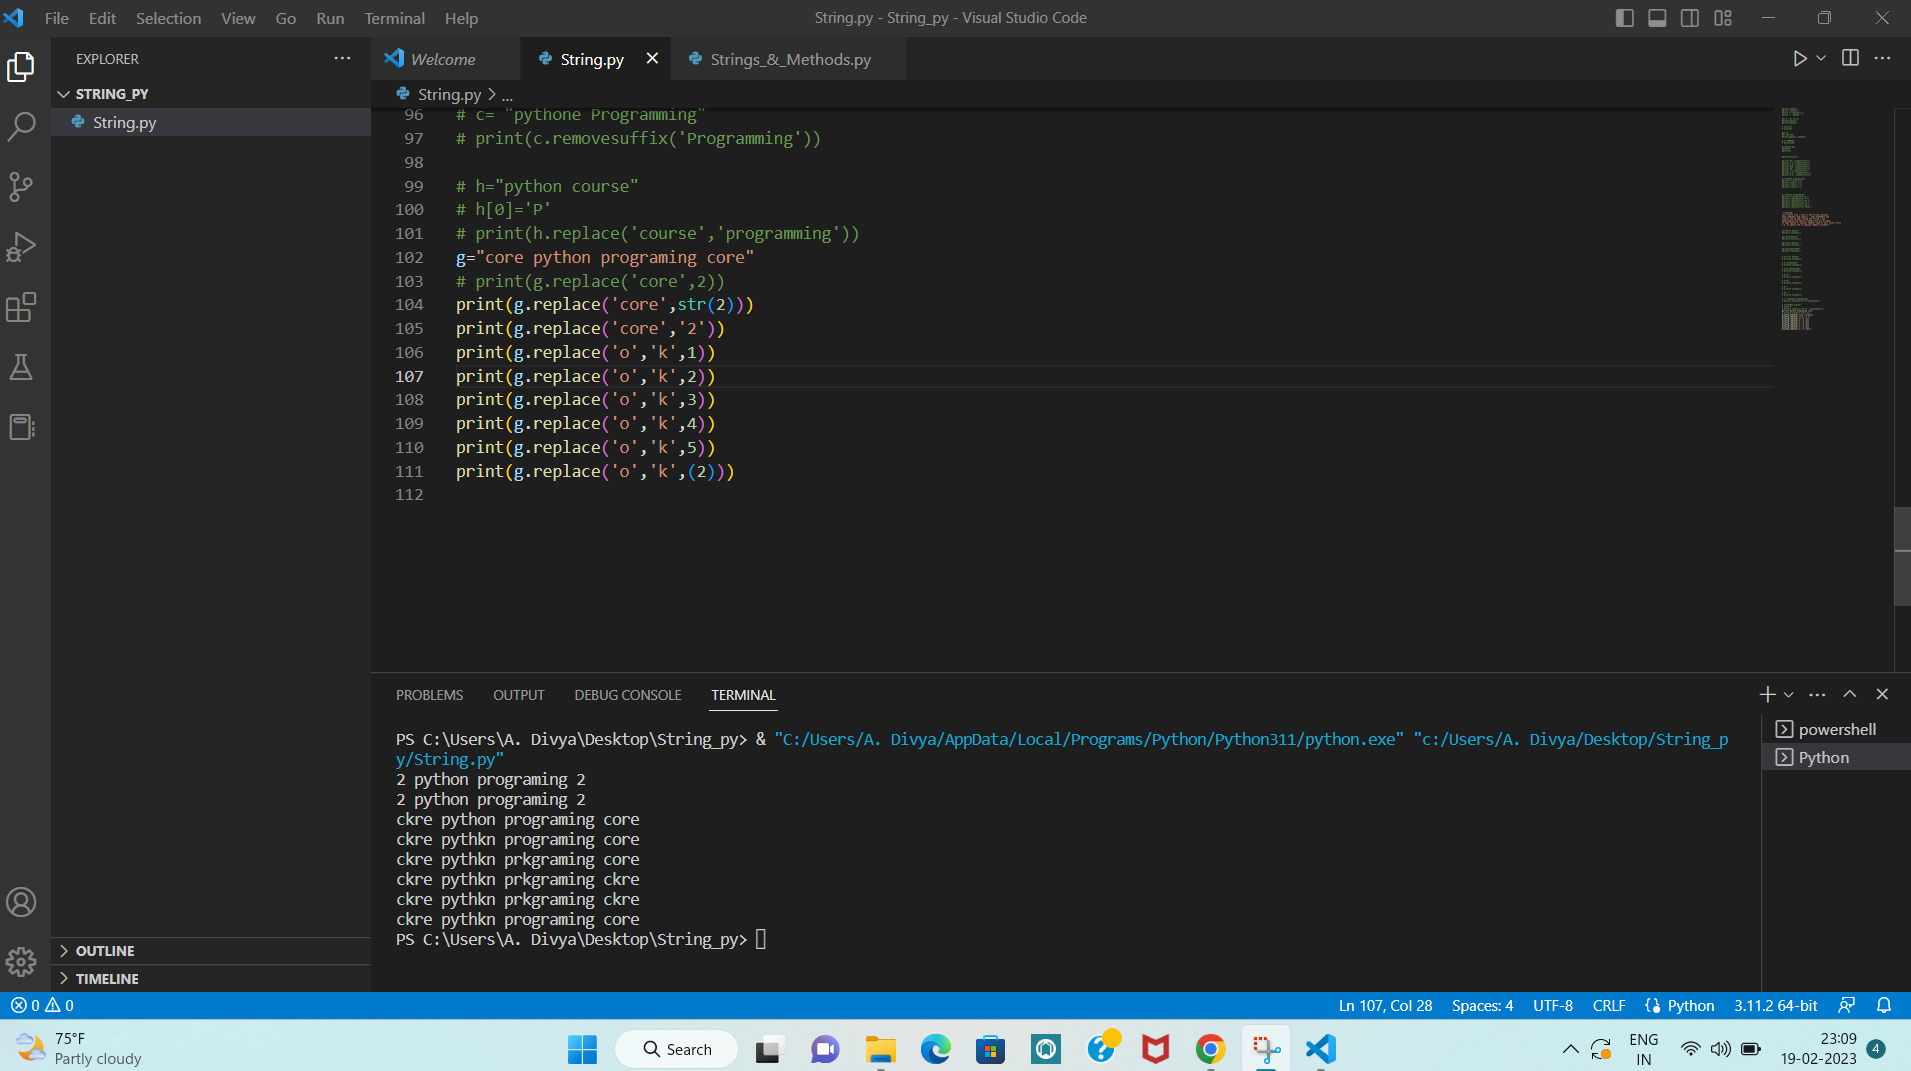 File Edit Selection View Go Run Terminal Help
String.py - String_py - Visual Studio Code
EXPLORER
Welcome
String.py
Strings_&_Methods.py
STRING_PY
String.py
String.py > ...
96 # c= "pythone Programming"
97 # print(c.removesuffix('Programming'))
98
99 # h="python course"
100 # h[0]='P'
101 # print(h.replace('course','programming'))
102 g="core python programing core"
103 # print(g.replace('core',2))
104 print(g.replace('core',str(2)))
105 print(g.replace('core','2'))
106 print(g.replace('o','k',1))
107 print(g.replace('o','k',2))
108 print(g.replace('o','k',3))
109 print(g.replace('o','k',4))
110 print(g.replace('o','k',5))
111 print(g.replace('o','k',(2)))
112
PROBLEMS OUTPUT DEBUG CONSOLE TERMINAL
PS C:\Users\A. Divya\Desktop\String_py> & "C:/Users/A. Divya/AppData/Local/Programs/Python/Python311/python.exe" "c:/Users/A. Divya/Desktop/String_p
y/String.py"
2 python programing 2
2 python programing 2
ckre python programing core
ckre pythkn programing core
ckre pythkn prkgraming core
ckre pythkn prkgraming ckre
ckre pythkn prkgraming ckre
ckre pythkn programing core
PS C:\Users\A. Divya\Desktop\String_py>
powershell
Python
OUTLINE
TIMELINE
0 0
Ln 107, Col 28 Spaces: 4 UTF-8 CRLF Python 3.11.2 64-bit
75°F
Partly cloudy
Search
ENG
IN
23:09
19-02-2023
4